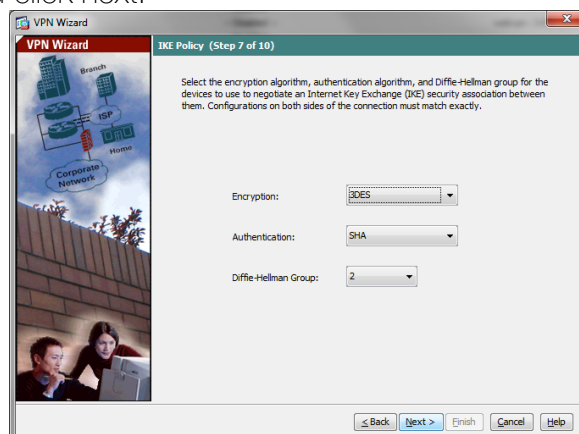 click Next.
VPN Wizard
VPN Wizard
IKE Policy (Step 7 of 10)
Branch
ISP
Home
Corporate
Network
Select the encryption algorithm, authentication algorithm, and Diffie-Hellman group for the
devices to use to negotiate an Internet Key Exchange (IKE) security association between
them. Configurations on both sides of the connection must match exactly.
Encryption:
3DES
Authentication:
SHA
Diffie-Hellman Group:
2
< Back
Next >
Finish
Cancel
Help